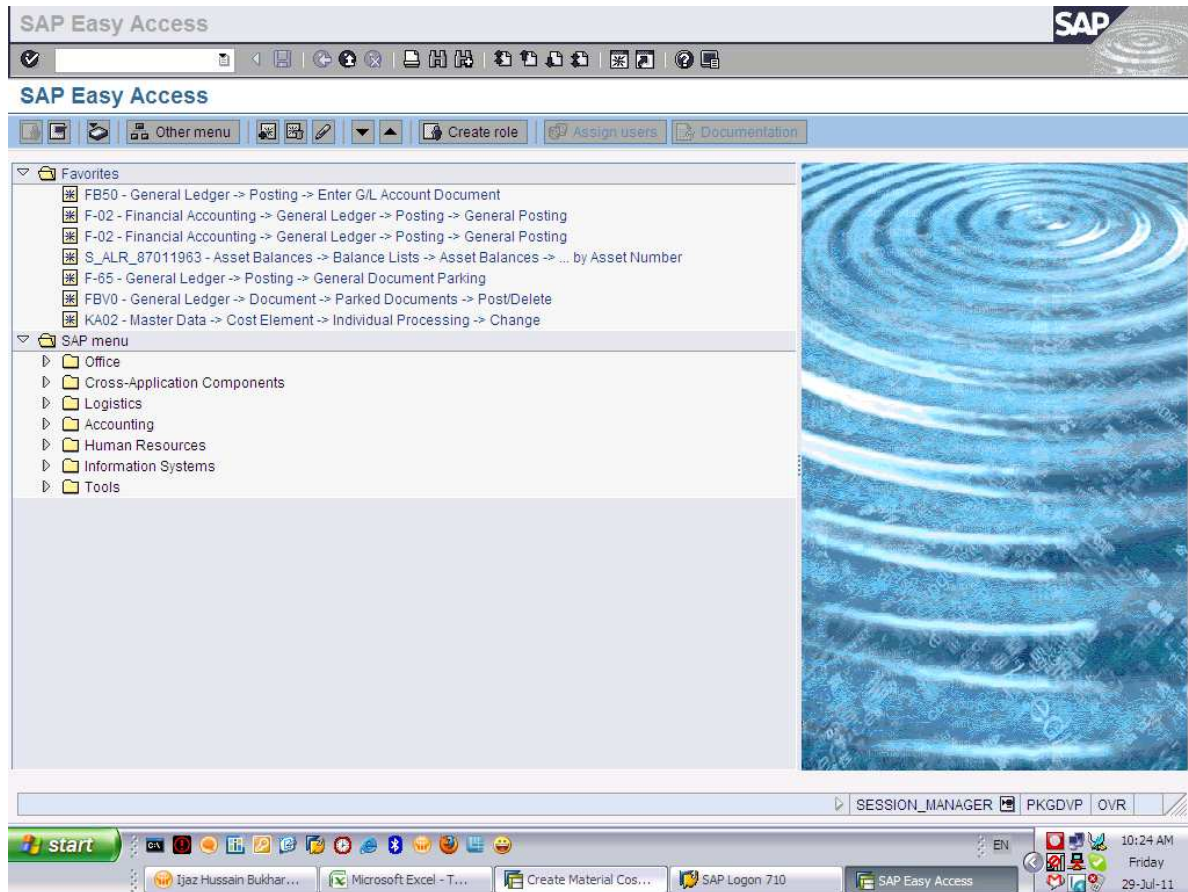 SAP Easy Access
SAP
SAP Easy Access
Other menu
Create role
Assign users
Documentation
Favorites
FB50 - General Ledger -> Posting -> Enter G/L Account Document
F-02 - Financial Accounting -> General Ledger -> Posting -> General Posting
F-02 - Financial Accounting -> General Ledger -> Posting -> General Posting
S_ALR_87011963 - Asset Balances -> Balance Lists -> Asset Balances -> ... by Asset Number
F-65 - General Ledger -> Posting -> General Document Parking
FBV0 - General Ledger -> Document -> Parked Documents -> Post/Delete
KA02 - Master Data -> Cost Element -> Individual Processing -> Change
SAP menu
Office
Cross-Application Components
Logistics
Accounting
Human Resources
Information Systems
Tools
SESSION_MANAGER PKGDVP OVR
start
EN
10:24 AM
Friday
29-Jul-11
Ijaz Hussain Bukhar...
Microsoft Excel - T...
Create Material Cos...
SAP Logon 710
SAP Easy Access